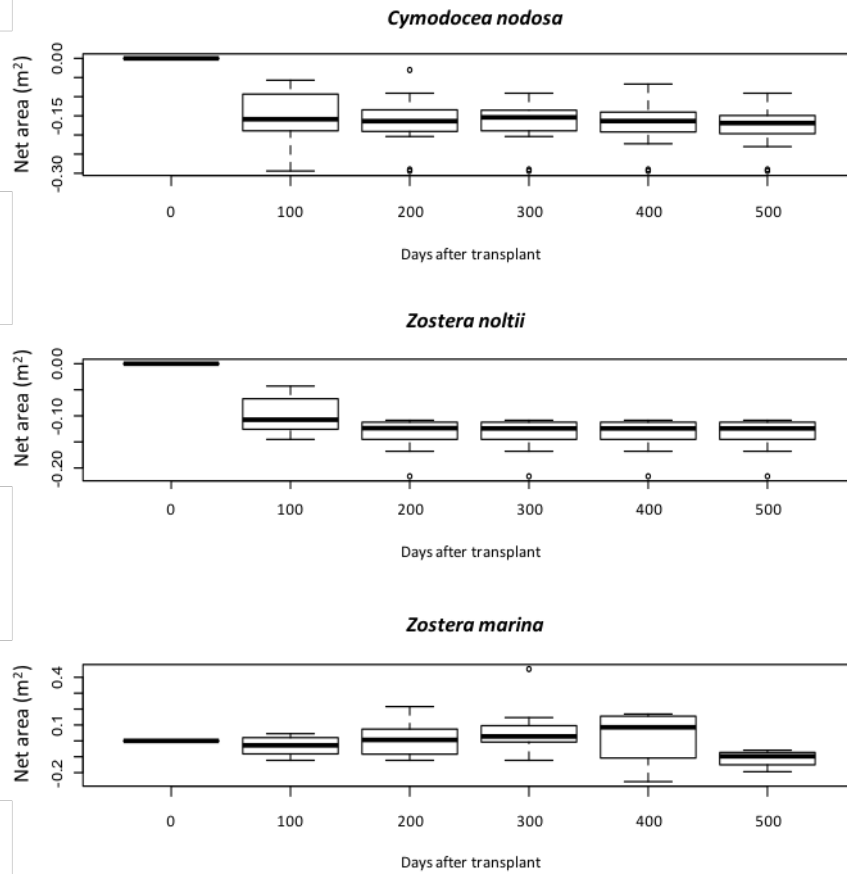 Cymodocea nodosa
Net area (m²)
0.00
-0.15
-0.30
0 100 200 300 400 500
Days after transplant
Zostera noltii
Net area (m²)
0.00
-0.10
-0.20
0 100 200 300 400 500
Days after transplant
Zostera marina
Net area (m²)
0.4
0.1
-0.2
0 100 200 300 400 500
Days after transplant